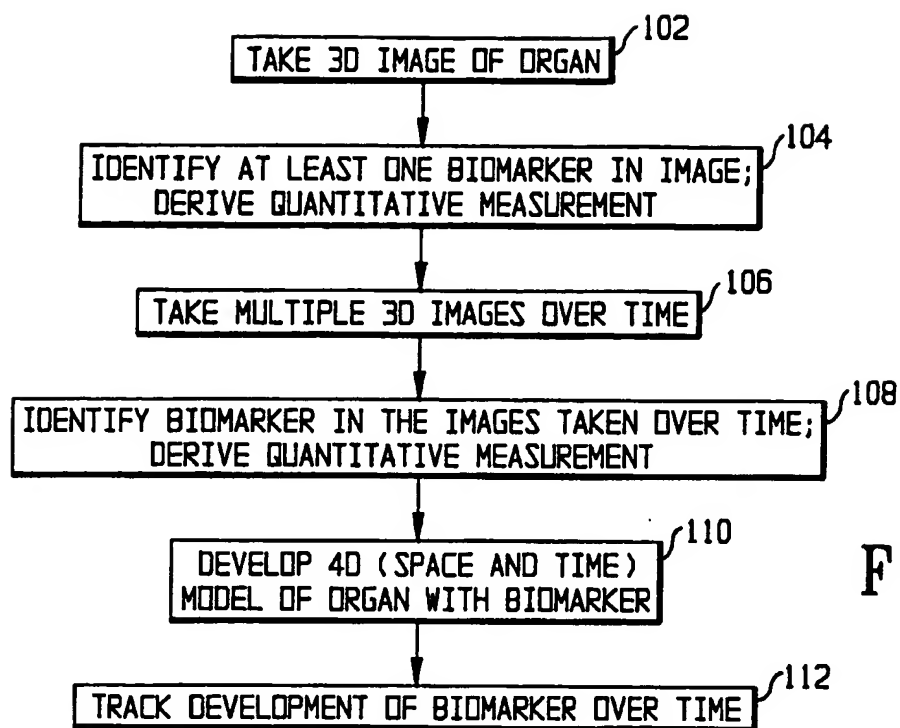 102
TAKE 3D IMAGE OF ORGAN
104
IDENTIFY AT LEAST ONE BIOMARKER IN IMAGE;
DERIVE QUANTITATIVE MEASUREMENT
106
TAKE MULTIPLE 3D IMAGES OVER TIME
108
IDENTIFY BIOMARKER IN THE IMAGES TAKEN OVER TIME;
DERIVE QUANTITATIVE MEASUREMENT
110
DEVELOP 4D (SPACE AND TIME)
MODEL OF ORGAN WITH BIOMARKER
F
112
TRACK DEVELOPMENT OF BIOMARKER OVER TIME